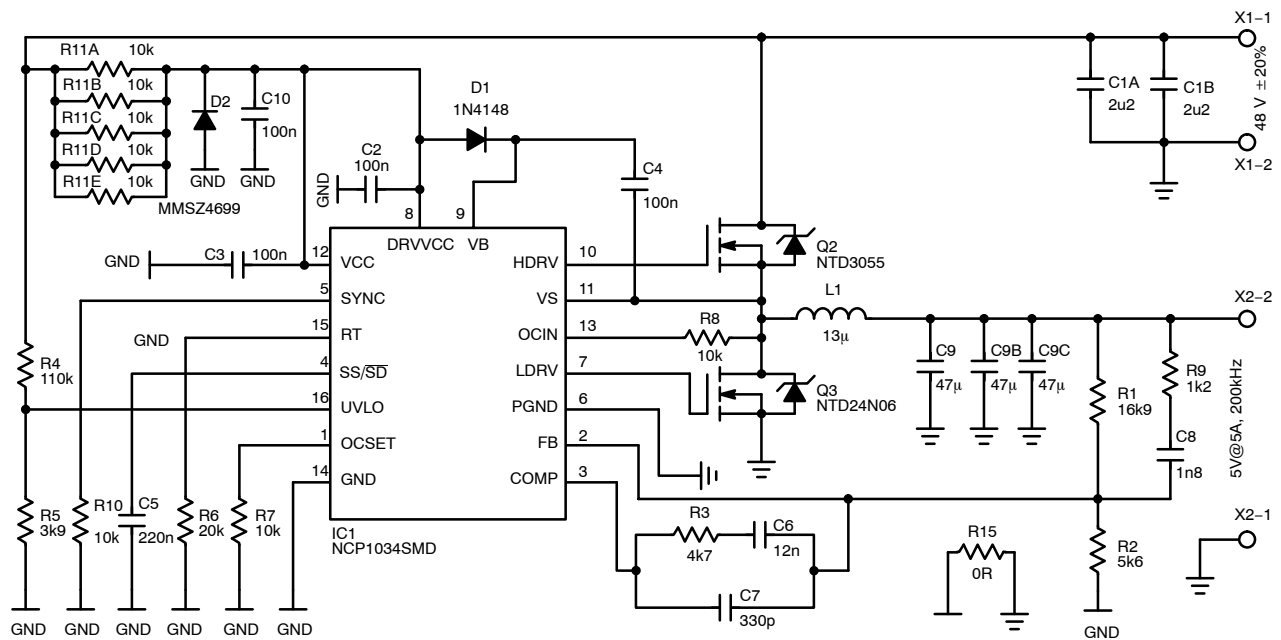 X1-1
R11A 10k
R11B 10k
R11C 10k
R11D 10k
R11E 10k
MMSZ4699
D2
GND
C10
100n
GND
D1
1N4148
C2
100n
GND
C4
100n
C1A
2u2
C1B
2u2
48 V ±20%
X1-2
8
9
DRVVCC
VB
GND
C3
100n
12
VCC
5
SYNC
GND
15
RT
4
SS/SD
16
UVLO
1
OCSET
14
GND
HDRV
10
VS
11
OCIN
13
LDRV
7
PGND
6
FB
2
COMP
3
IC1
NCP1034SMD
Q2
NTD3055
R8
10k
Q3
NTD24N06
L1
13µ
X2-2
C9
47µ
C9B
47µ
C9C
47µ
R1
16k9
R9
1k2
C8
1n8
5V@5A, 200kHz
X2-1
R4
110k
R5
3k9
R10
10k
C5
220n
R6
20k
R7
10k
R3
4k7
C6
12n
C7
330p
R15
0R
R2
5k6
GND
GND
GND
GND
GND
GND
GND